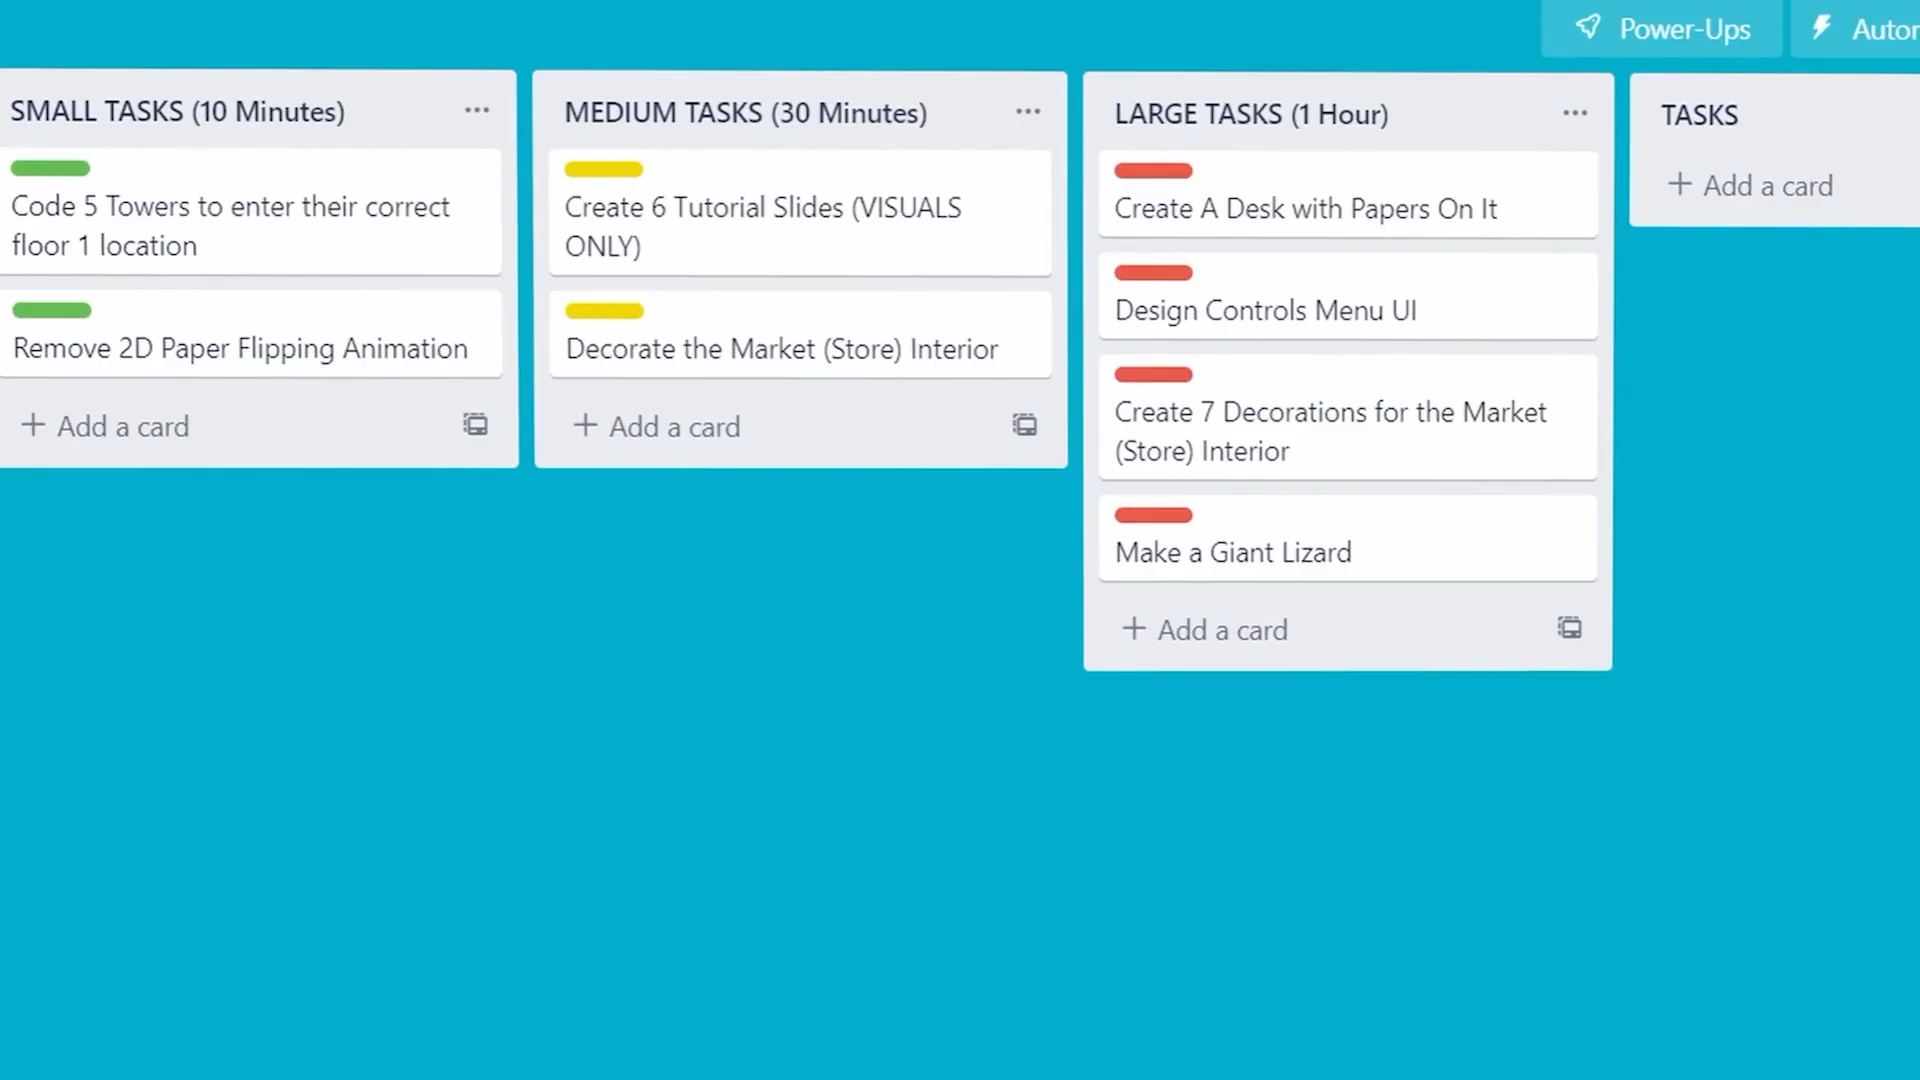 Power-Ups
SMALL TASKS (10 Minutes)
Code 5 Towers to enter their correct
floor 1 location
Remove 2D Paper Flipping Animation
+ Add a card
MEDIUM TASKS (30 Minutes)
Create 6 Tutorial Slides (VISUALS
ONLY)
Decorate the Market (Store) Interior
+ Add a card
LARGE TASKS (1 Hour)
Create A Desk with Papers On It
Design Controls Menu UI
Create 7 Decorations for the Market
(Store) Interior
Make a Giant Lizard
+ Add a card
TASKS
+ Add a card